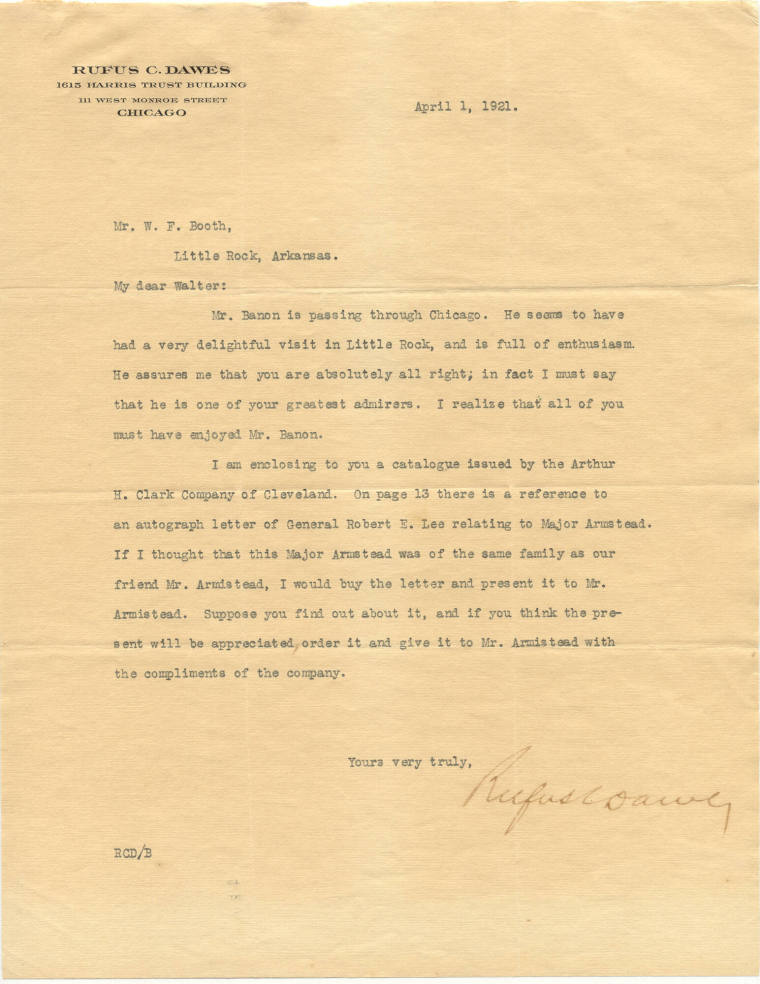 RUFUS C. DAWES
1615 HARRIS TRUST BUILDING
111 WEST MONROE STREET
CHICAGO
April 1, 1921.
Mr. W. F. Booth,
Little Rock, Arkansas.
My dear Walter:
Mr. Banon is passing through Chicago. He seems to have
had a very delightful visit in Little Rock, and is full of enthusiasm.
He assures me that you are absolutely all right; in fact I must say
that he is one of your greatest admirers. I realize that all of you
must have enjoyed Mr. Banon.
I am enclosing to you a catalogue issued by the Arthur
H. Clark Company of Cleveland. On page 13 there is a reference to
an autograph letter of General Robert E. Lee relating to Major Armstead.
If I thought that this Major Armstead was of the same family as our
friend Mr. Armistead, I would buy the letter and present it to Mr.
Armistead. Suppose you find out about it, and if you think the pre-
sent will be appreciated, order it and give it to Mr. Armistead with
the compliments of the company.
Yours very truly,
Rufus C Dawes
RCD/B